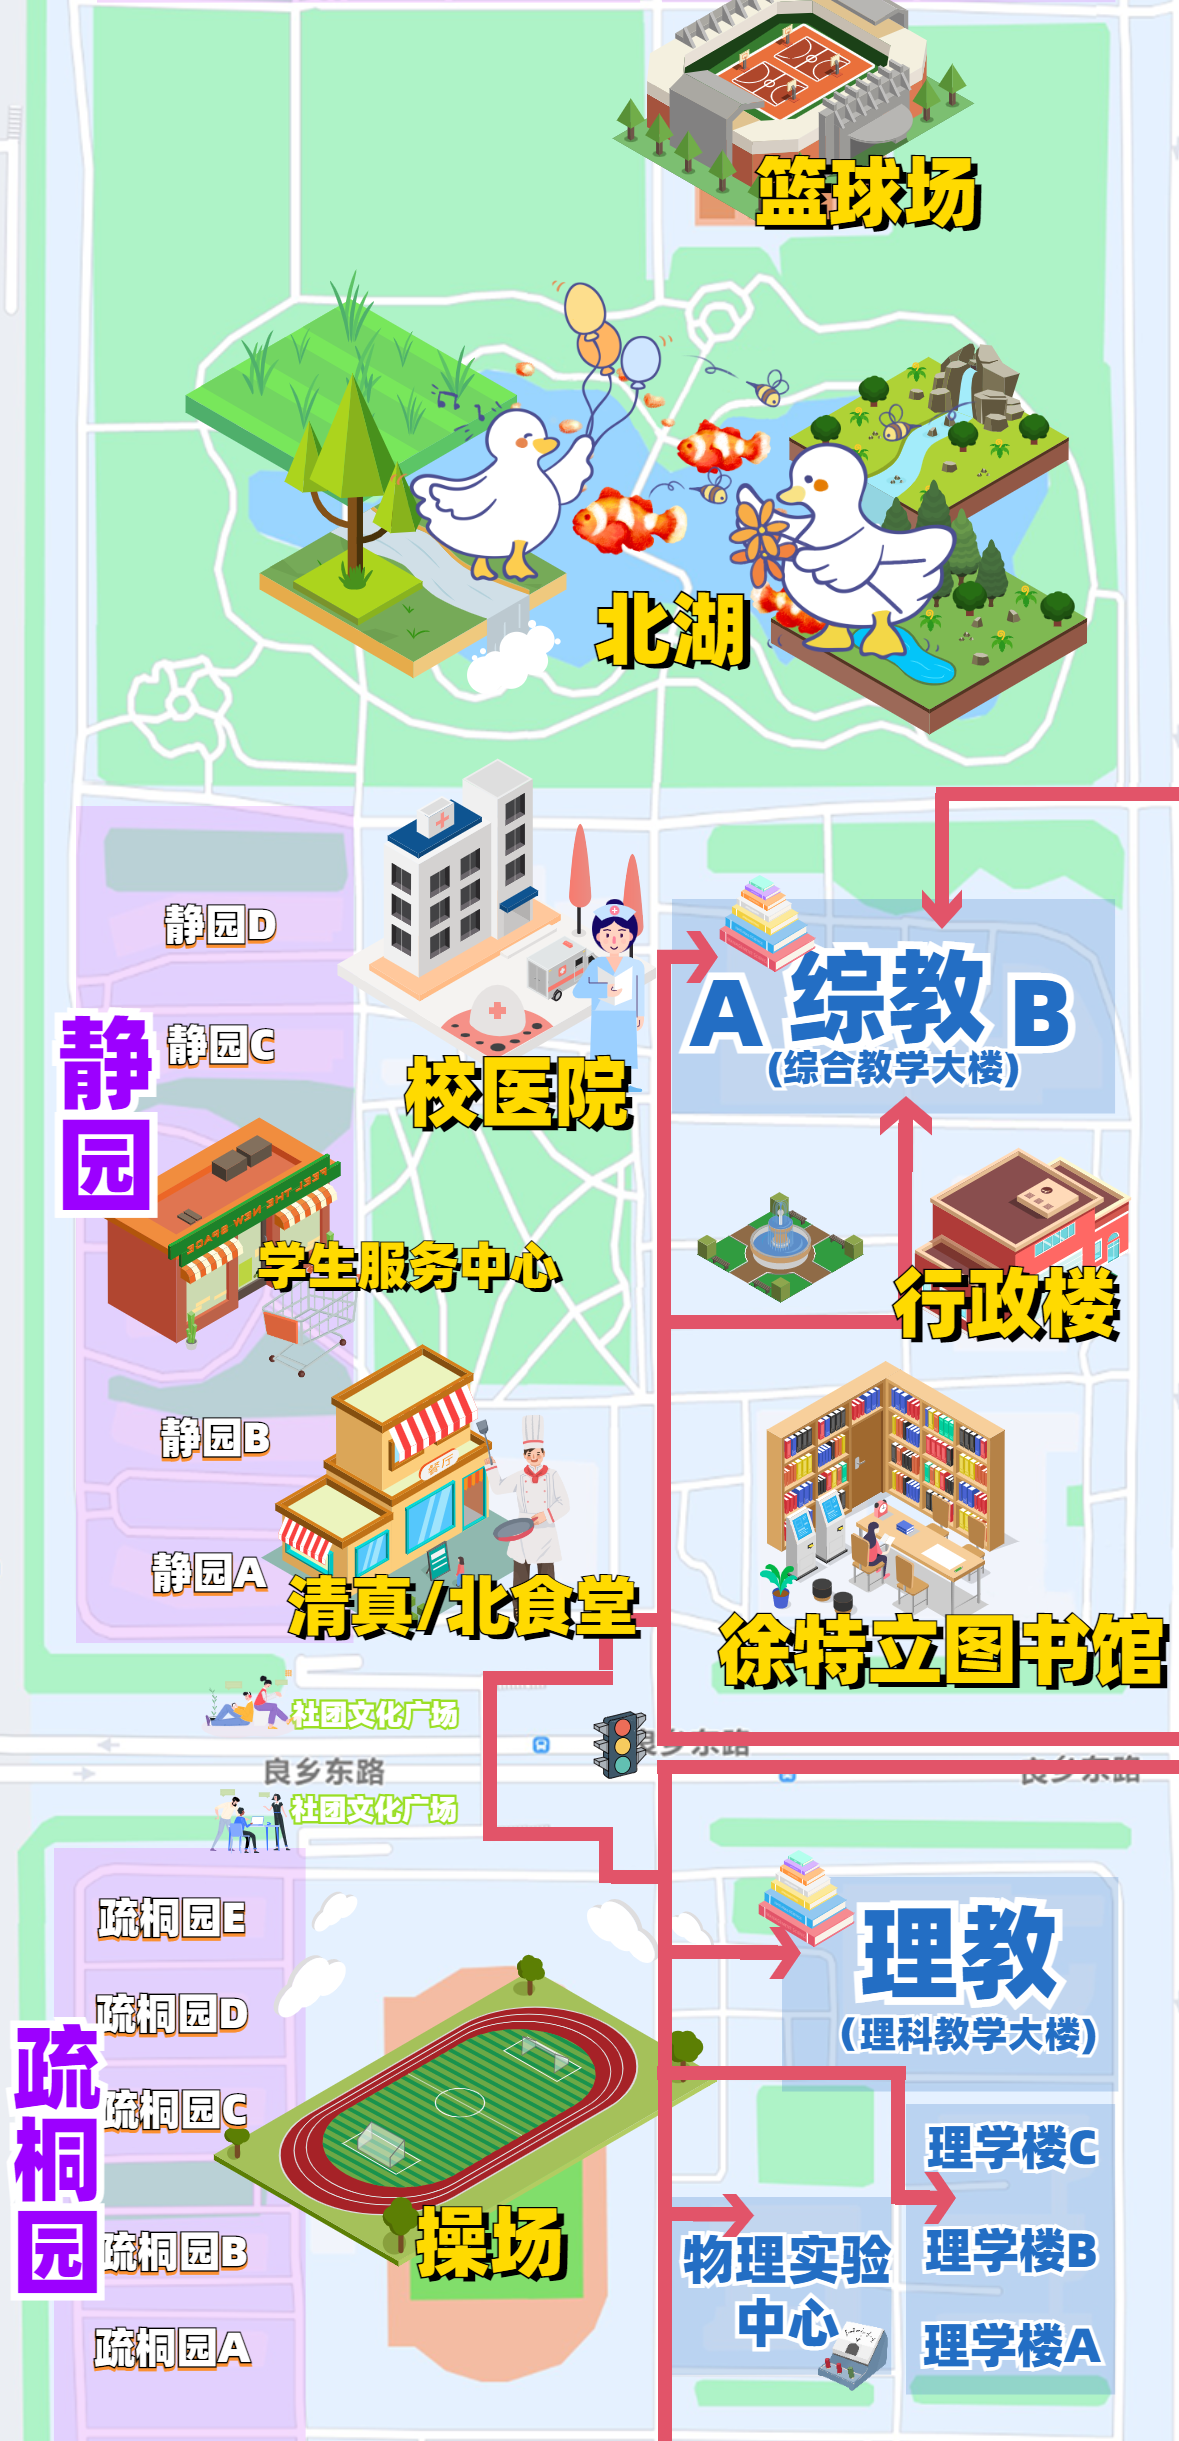 篮球场
北湖
静园D
A 综教 B
(综合教学大楼)
静园C
静园
校医院
FEEL THE NEW SPACE
学生服务中心
行政楼
静园B
餐厅
静园A
清真/北食堂
徐特立图书馆
社团文化广场
良乡东路
良乡东路
良乡东路
社团文化广场
疏桐园E
理教
(理科教学大楼)
疏桐园D
疏桐园
疏桐园C
理学楼C
操场
物理实验
中心
疏桐园B
理学楼B
疏桐园A
理学楼A